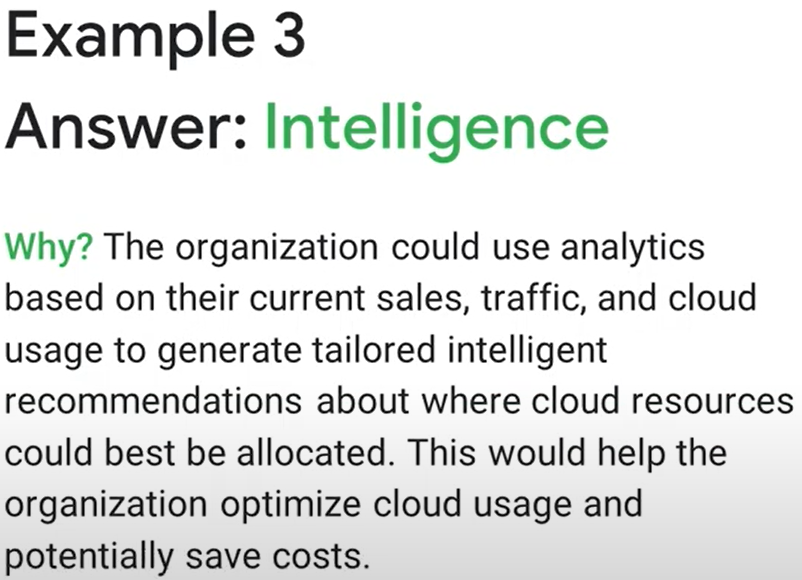 Example 3
Answer: Intelligence
Why? The organization could use analytics
based on their current sales, traffic, and cloud
usage to generate tailored intelligent
recommendations about where cloud resources
could best be allocated. This would help the
organization optimize cloud usage and
potentially save costs.